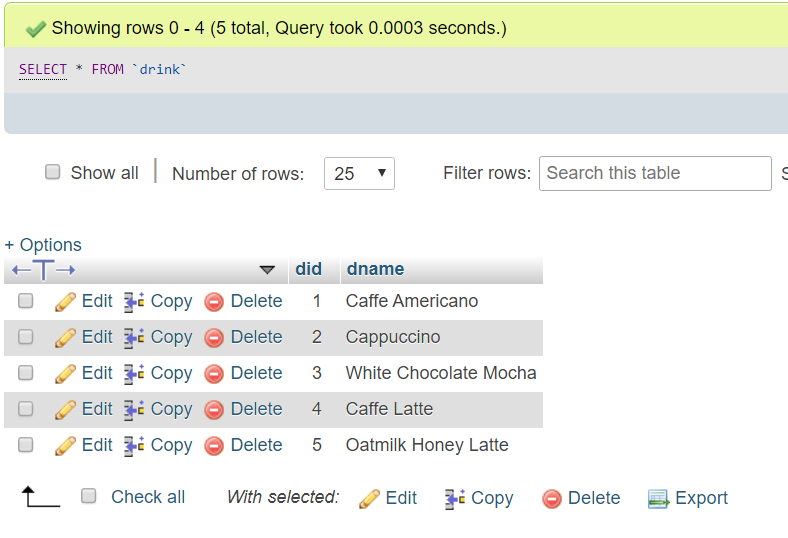 Showing rows 0 - 4 (5 total, Query took 0.0003 seconds.)
SELECT * FROM `drink`
Show all Number of rows: 25 Filter rows: Search this table S
+ Options
did dname
Edit Copy Delete 1 Caffe Americano
Edit Copy Delete 2 Cappuccino
Edit Copy Delete 3 White Chocolate Mocha
Edit Copy Delete 4 Caffe Latte
Edit Copy Delete 5 Oatmilk Honey Latte
Check all With selected: Edit Copy Delete Export